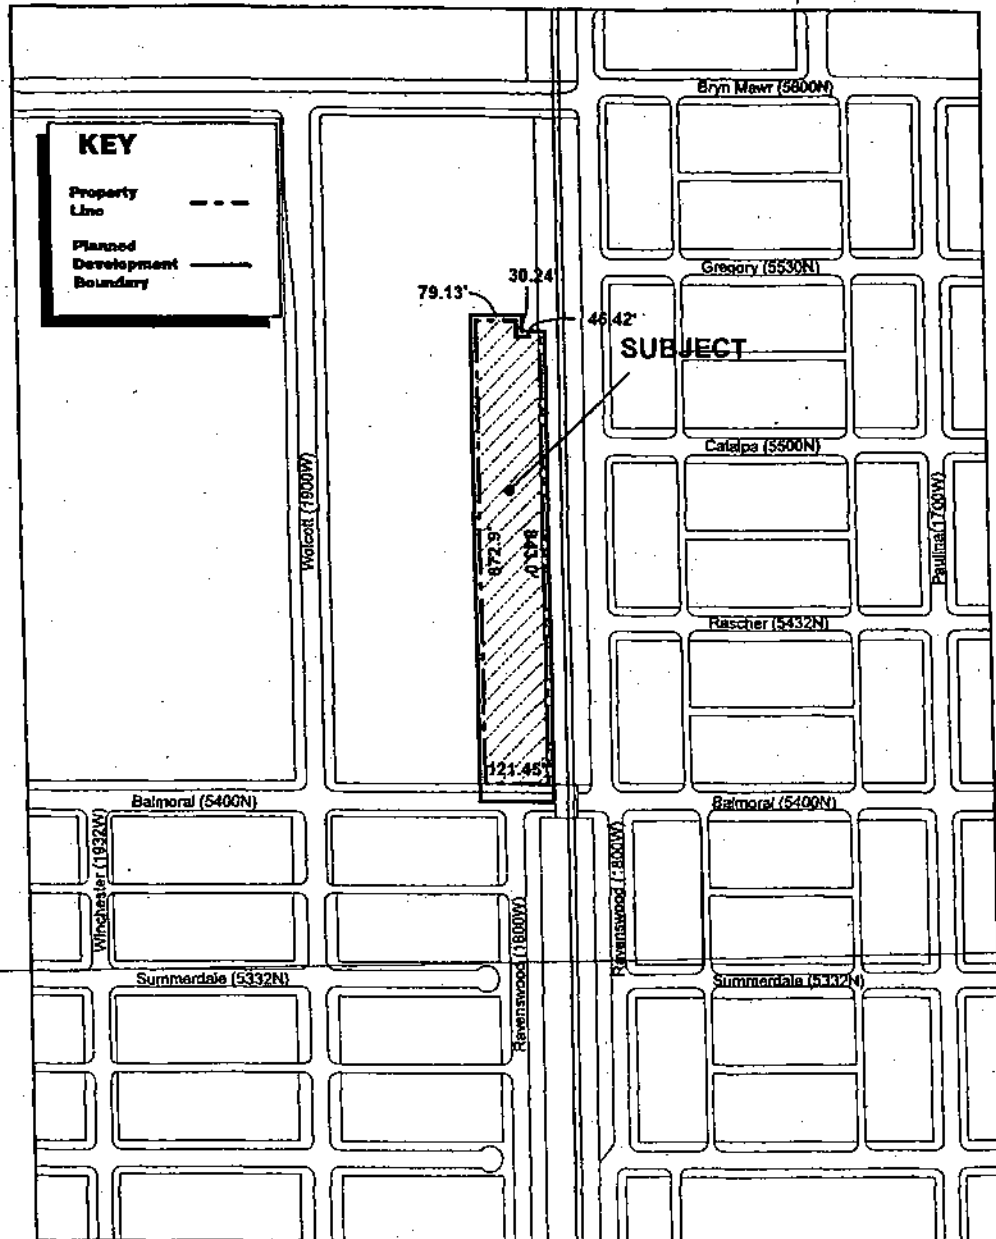 Bryn Mawr (5600N)
KEY
Property
Line
Planned
Development
Boundary
Gregory (5530N)
30.24'
79.13'
46.42'
SUBJECT
Catalpa (5500N)
Wolcott (1900W)
Paulina (1700W)
872.9'
843.0'
Rascher (5432N)
121.45'
Balmoral (5400N)
Balmoral (5400N)
Winchester (1932W)
Ravenswood (1800W)
Ravenswood (1800W)
Summerdale (5332N)
Summerdale (5332N)